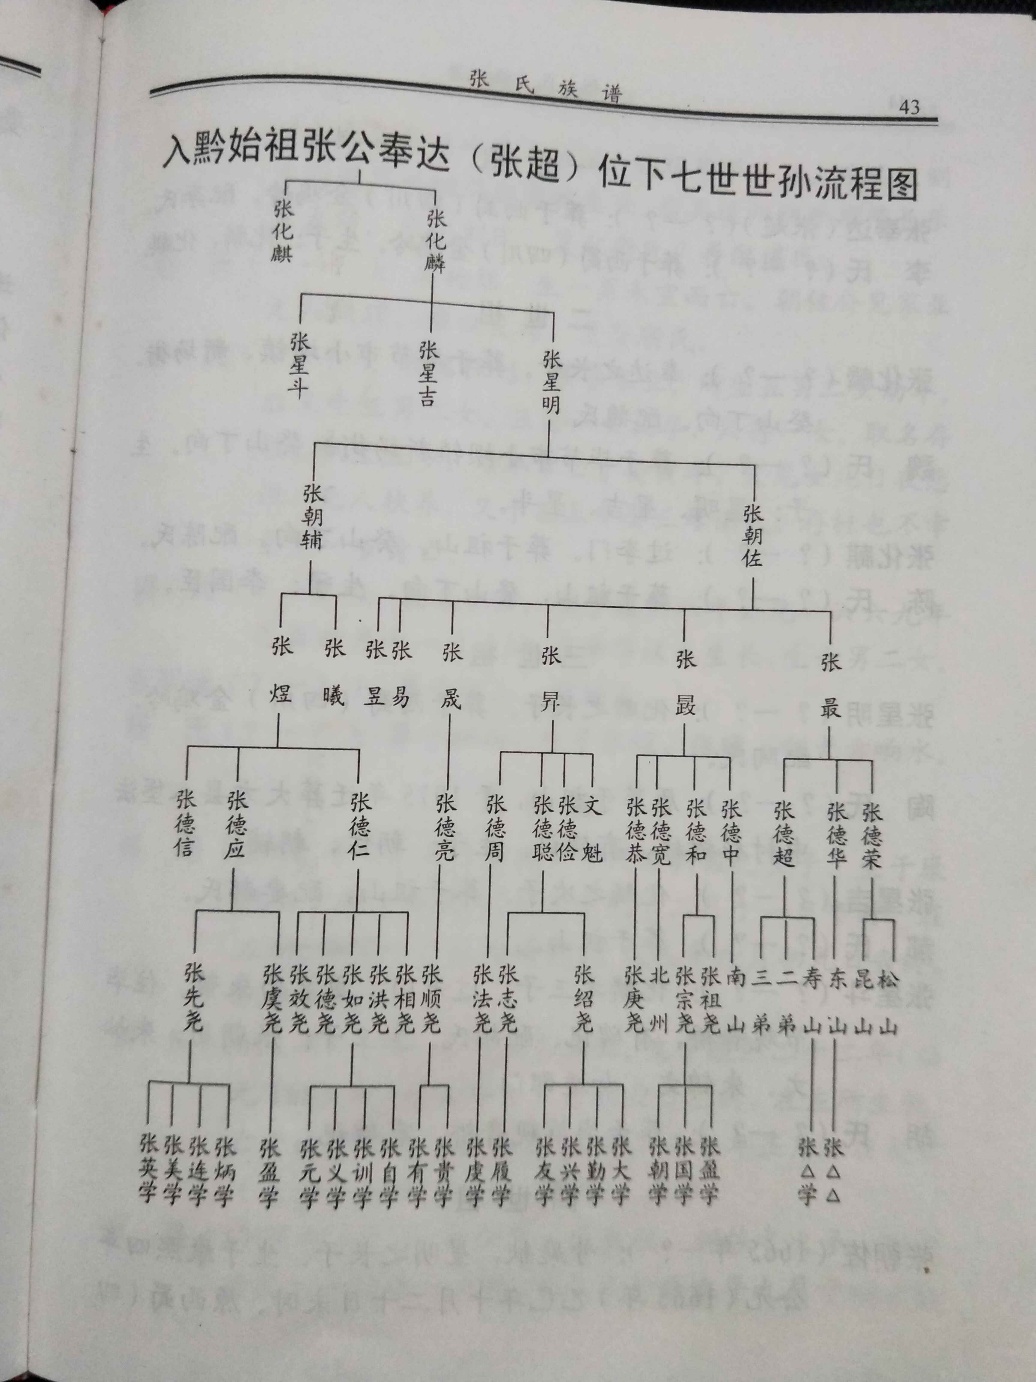 张氏族谱
43
入黔始祖张公奉达（张超）位下七世世孙流程图
张化麒 张化麟
张星斗 张星吉 张星明
张朝辅 张朝佐
张煜 张曦 张昱 张易 张晟 张昇 张 张最
张德信 张德应 张德仁 张德亮 张德周 张德聪 张德俭 文魁 张德恭 张德宽 张德和 张德中 张德超 张德华 张德荣
张先尧 张虞尧 张效尧 张德尧 张如尧 张洪尧 张相尧 张顺尧 张法尧 张志尧 张绍尧 张庚尧 北州 张宗尧 张祖尧 南山 三弟 二弟 寿山 东山 昆山 松山
张英学 张美学 张连学 张炳学 张盈学 张元学 张义学 张训学 张自学 张有学 张贵学 张虔学 张履学 张友学 张兴学 张勤学 张大学 张朝学 张国学 张盈学 张△学 张△△